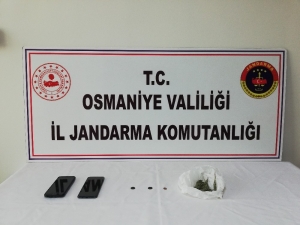 T.C.
OSMANİYE VALİLİĞİ
İL JANDARMA KOMUTANLIĞI